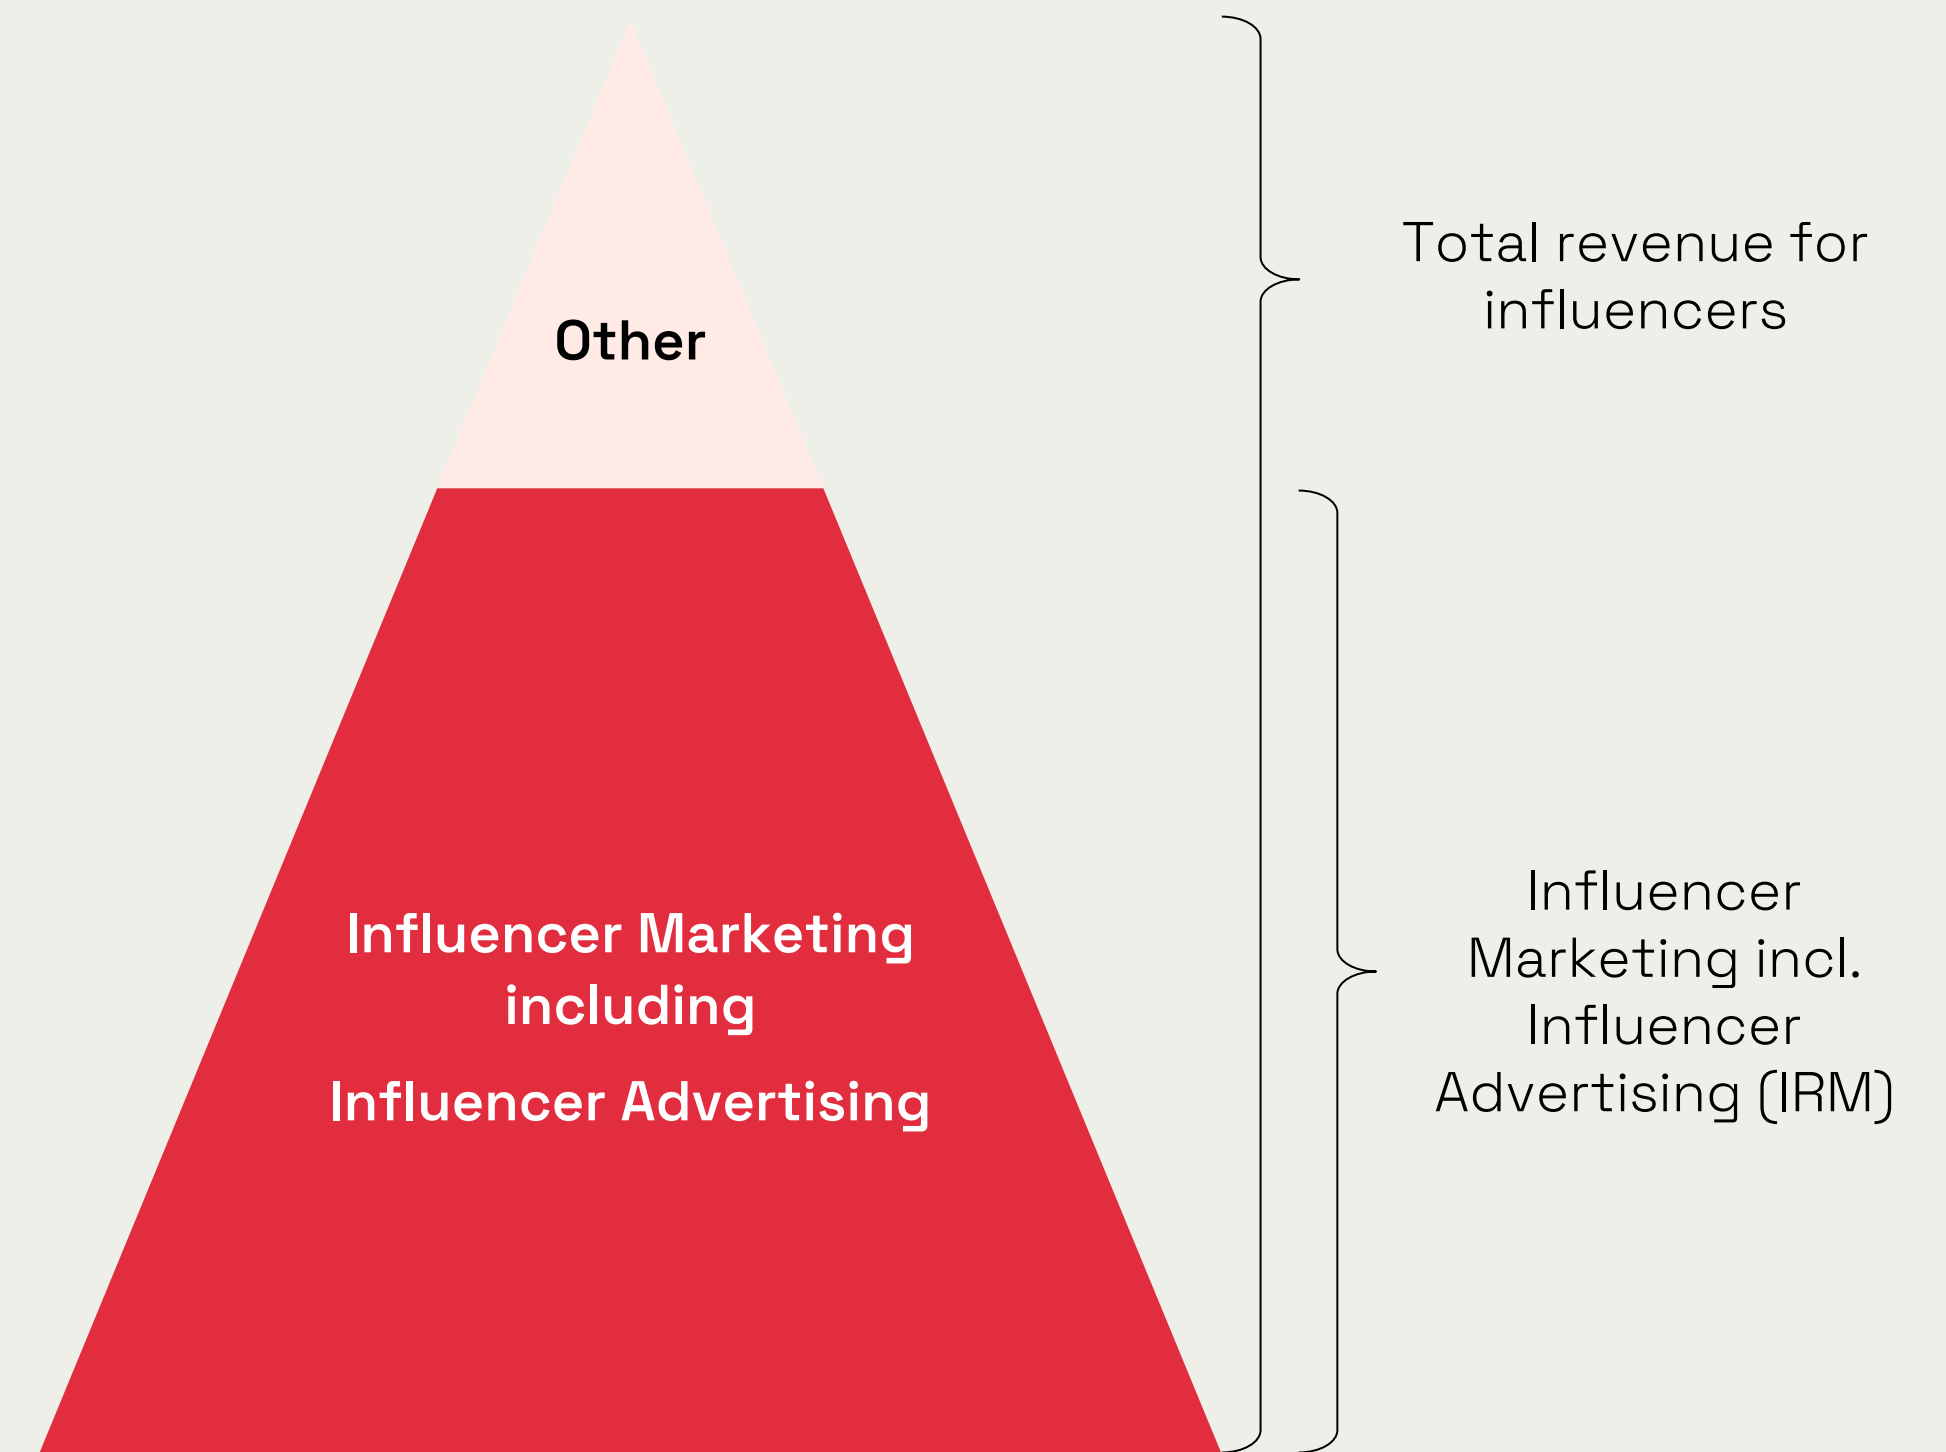 Other
Influencer Marketing
including
Influencer Advertising
Total revenue for
influencers
Influencer
Marketing incl.
Influencer
Advertising (IRM)